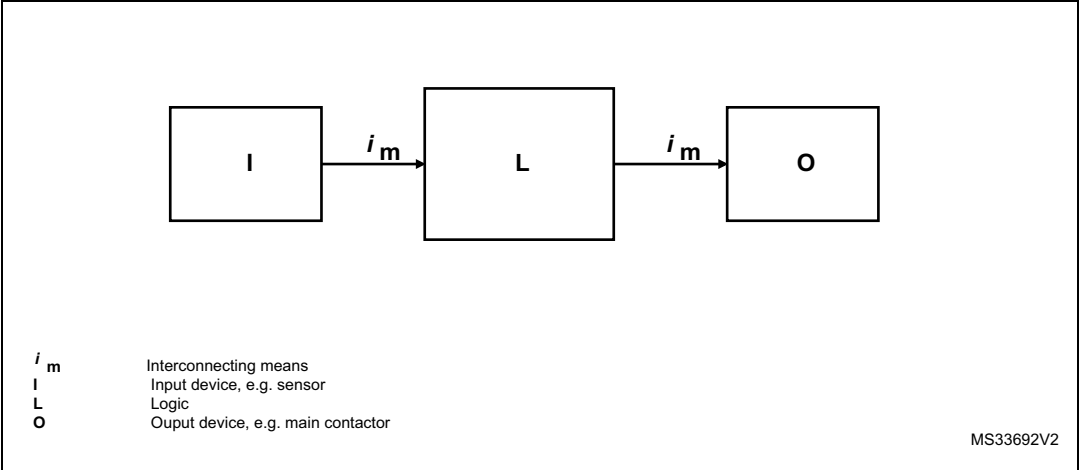 I
i m
L
i m
O
i m Interconnecting means
I Input device, e.g. sensor
L Logic
O Ouput device, e.g. main contactor
MS33692V2